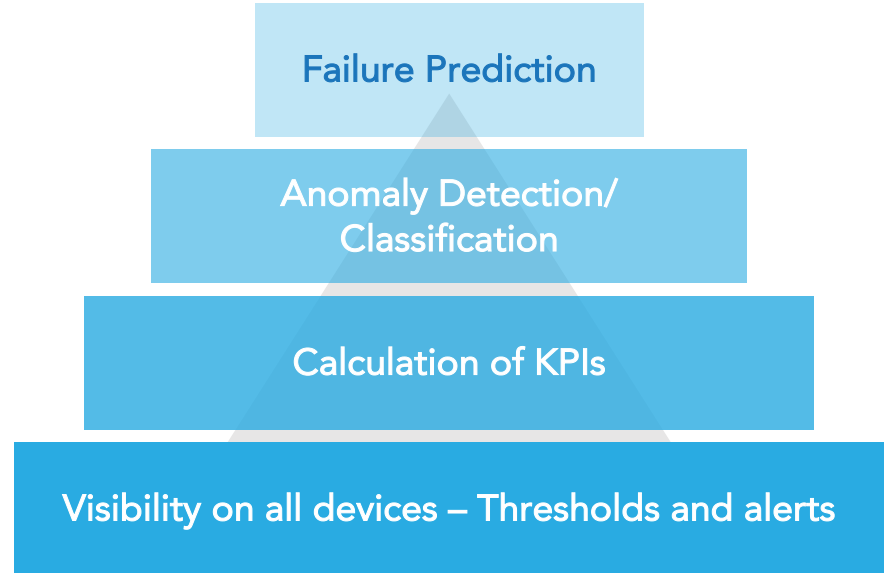 Failure Prediction
Anomaly Detection/
Classification
Calculation of KPIs
Visibility on all devices – Thresholds and alerts